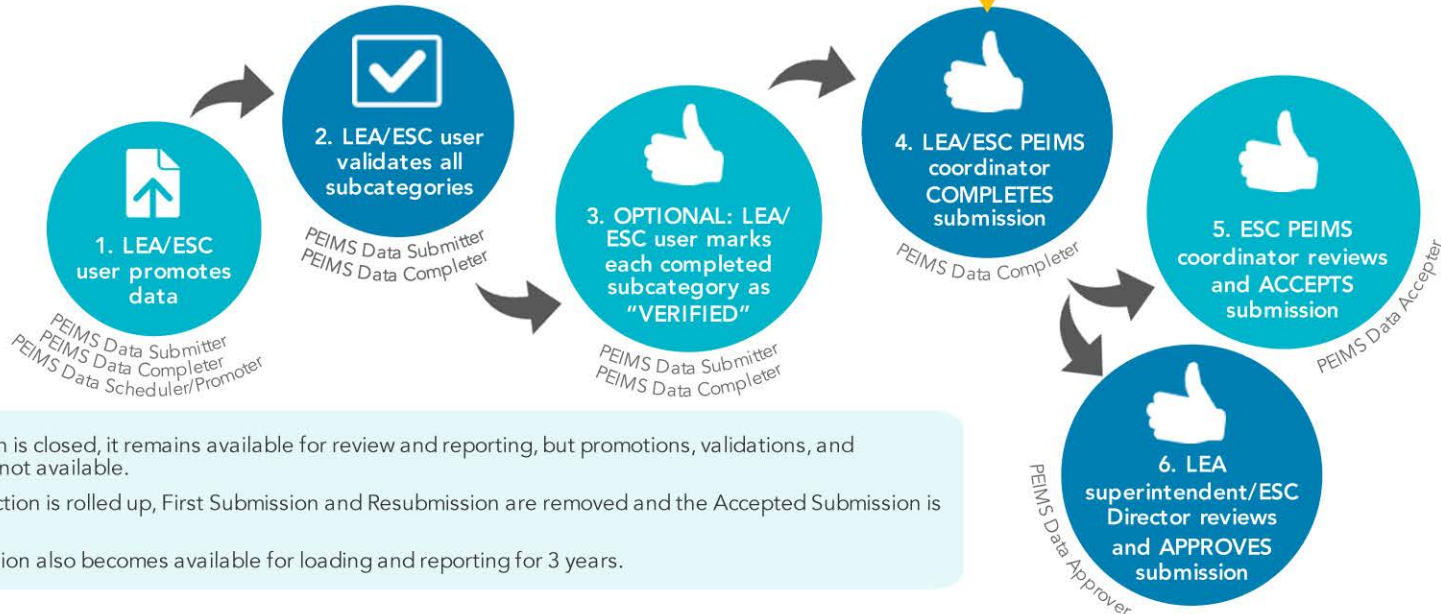 1. LEA/ESC
user promotes
data
PEIMS Data Submitter
PEIMS Data Completer
PEIMS Data Scheduler/Promoter
2. LEA/ESC user
validates all
subcategories
PEIMS Data Submitter
PEIMS Data Completer
3. OPTIONAL: LEA/
ESC user marks
each completed
subcategory as
“VERIFIED”
PEIMS Data Submitter
PEIMS Data Completer
4. LEA/ESC PEIMS
coordinator
COMPLETES
submission
PEIMS Data Completer
5. ESC PEIMS
coordinator reviews
and ACCEPTS
submission
PEIMS Data Accepter
6. LEA
superintendent/ESC
Director reviews
and APPROVES
submission
PEIMS Data Approver
is closed, it remains available for review and reporting, but promotions, validations, and
not available.
is rolled up, First Submission and Resubmission are removed and the Accepted Submission is
also becomes available for loading and reporting for 3 years.